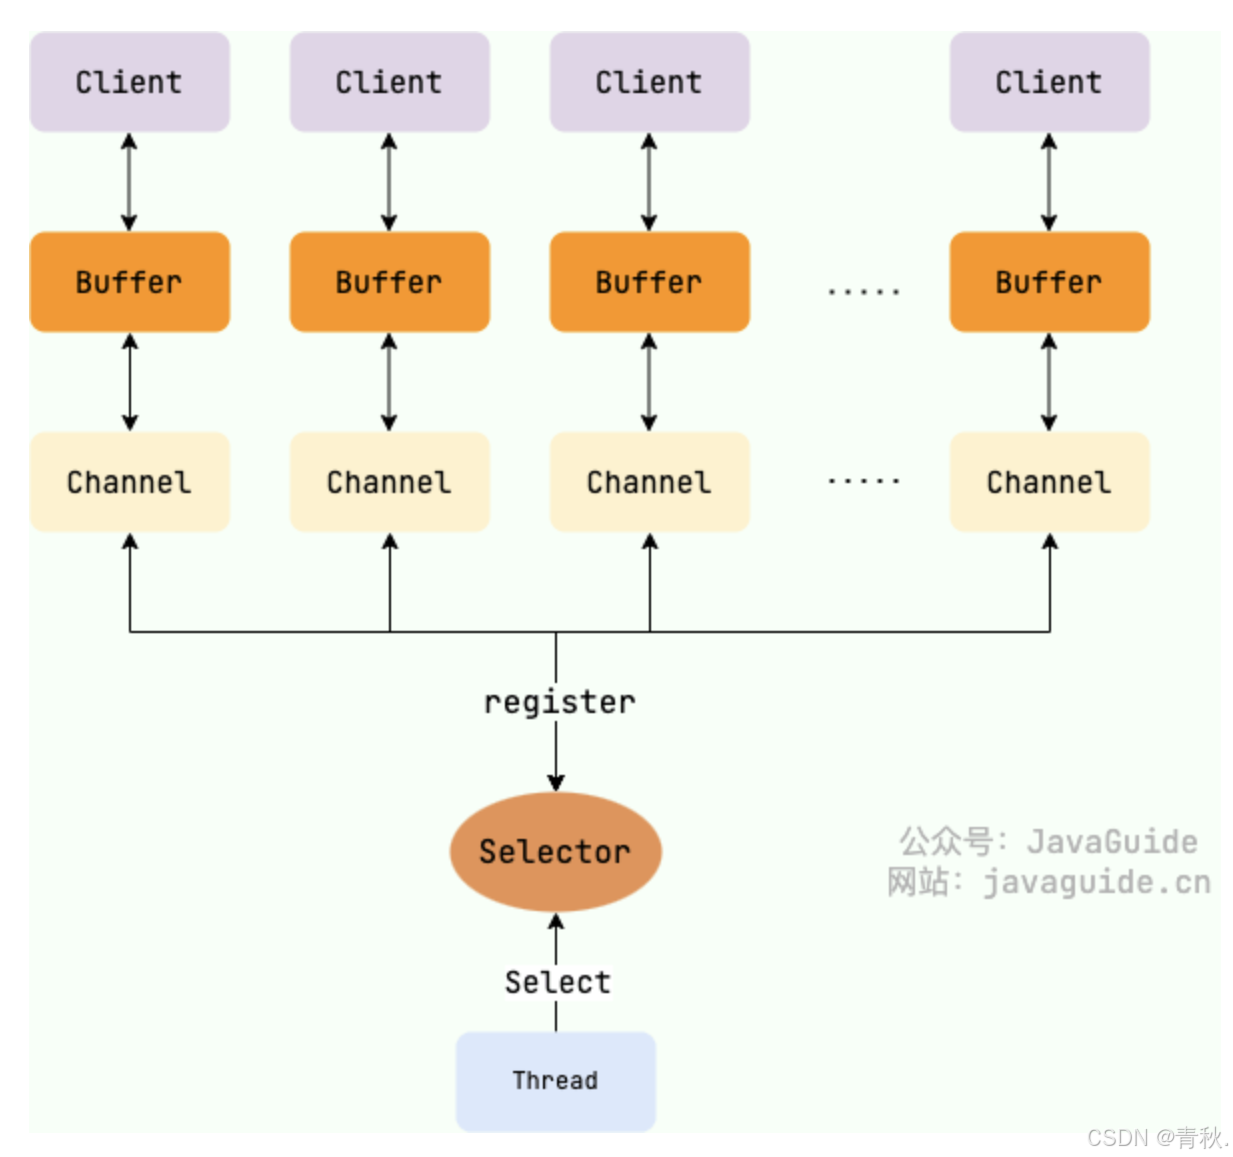 Client Client Client Client
Buffer Buffer Buffer ..... Buffer
Channel Channel Channel ..... Channel
register
Selector
公众号：JavaGuide
网站：javaguide.cn
Select
Thread
CSDN @青秋.